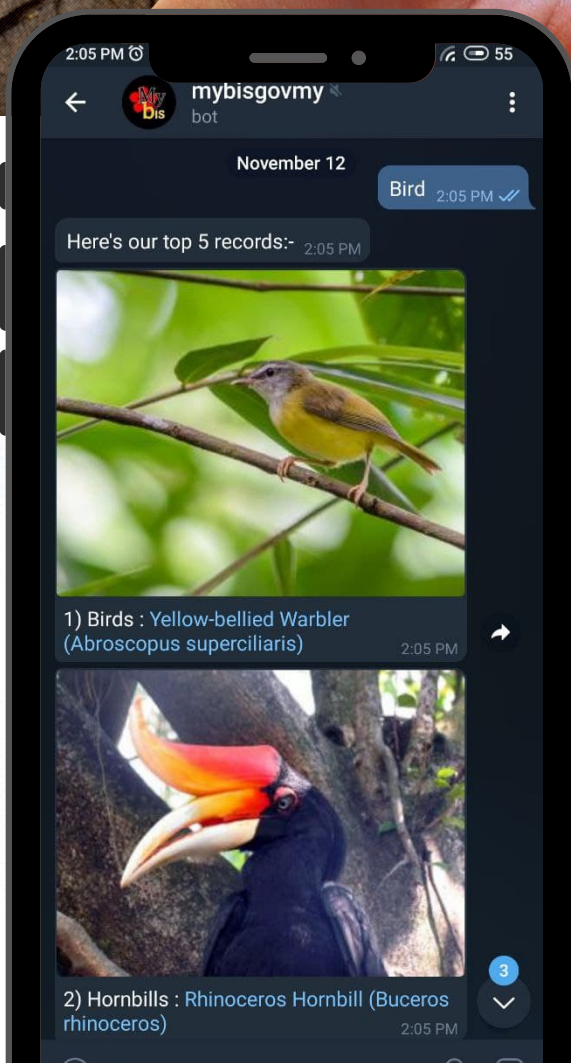 2:05 PM
55
My
bis
mybisgovmy
bot
November 12
Bird 2:05 PM
Here's our top 5 records:- 2:05 PM
1) Birds : Yellow-bellied Warbler
(Abroscopus superciliaris) 2:05 PM
3
2) Hornbills : Rhinoceros Hornbill (Buceros
rhinoceros) 2:05 PM